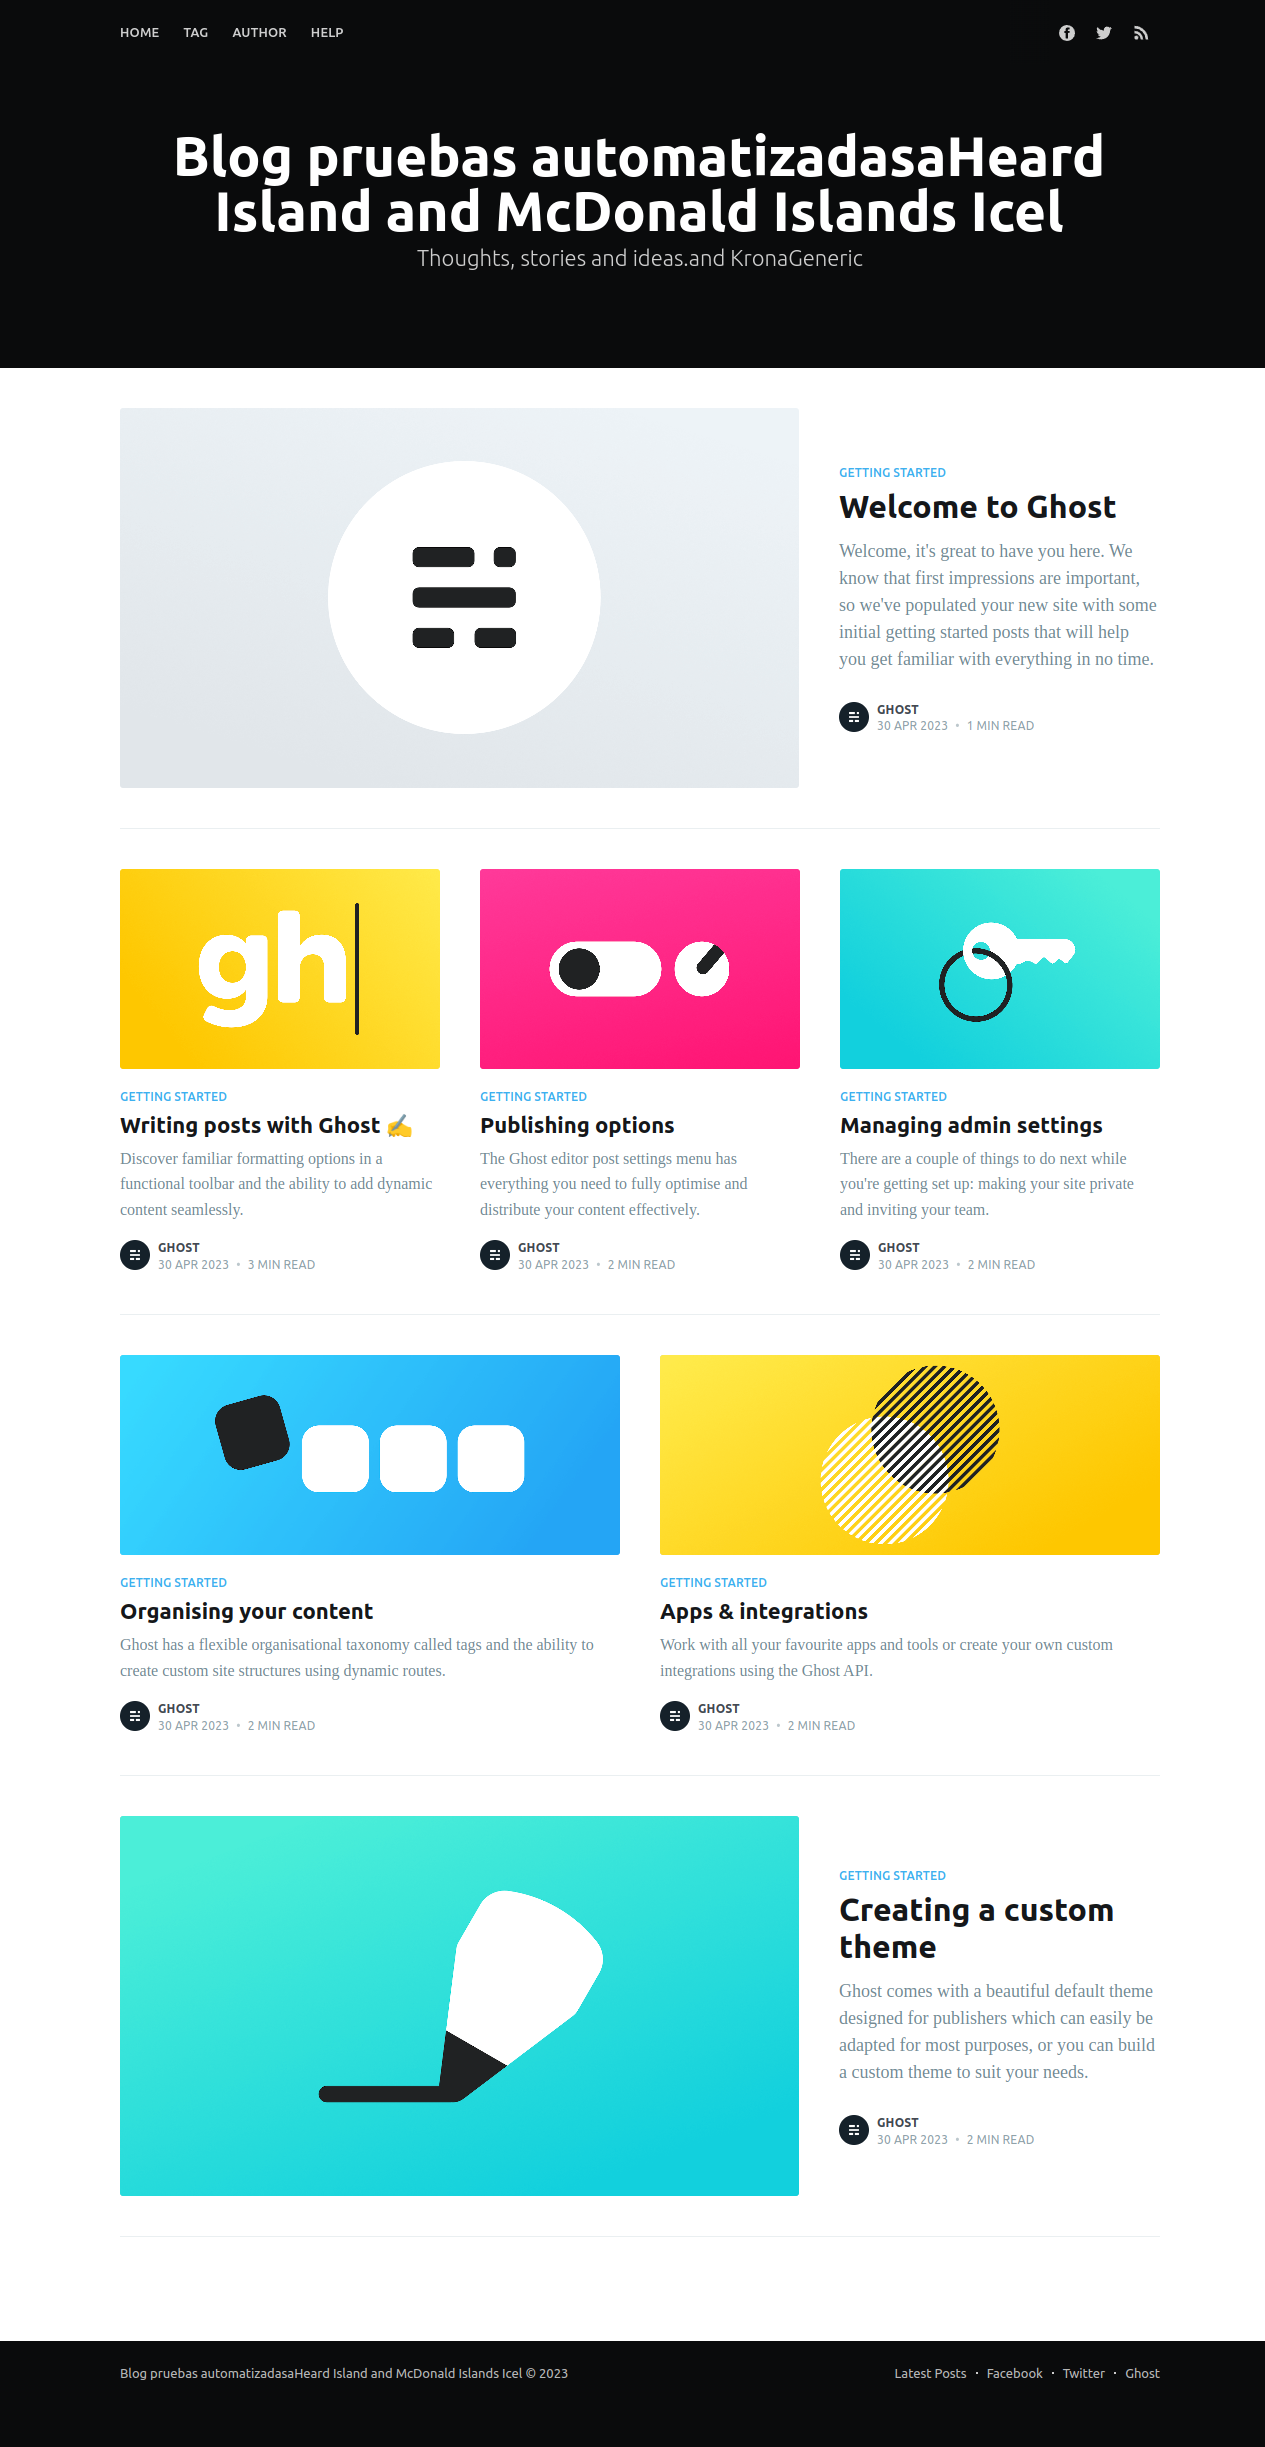 HOME TAG AUTHOR HELP
Blog pruebas automatizadasaHeard
Island and McDonald Islands Icel
Thoughts, stories and ideas.and KronaGeneric
GETTING STARTED
Welcome to Ghost
Welcome, it's great to have you here. We
know that first impressions are important,
so we've populated your new site with some
initial getting started posts that will help
you get familiar with everything in no time.
GHOST
30 APR 2023 • 1 MIN READ
gh
GETTING STARTED
Writing posts with Ghost ✍️
Discover familiar formatting options in a
functional toolbar and the ability to add dynamic
content seamlessly.
GHOST
30 APR 2023 • 3 MIN READ
GETTING STARTED
Publishing options
The Ghost editor post settings menu has
everything you need to fully optimise and
distribute your content effectively.
GHOST
30 APR 2023 • 2 MIN READ
GETTING STARTED
Managing admin settings
There are a couple of things to do next while
you're getting set up: making your site private
and inviting your team.
GHOST
30 APR 2023 • 2 MIN READ
GETTING STARTED
Organising your content
Ghost has a flexible organisational taxonomy called tags and the ability to
create custom site structures using dynamic routes.
GHOST
30 APR 2023 • 2 MIN READ
GETTING STARTED
Apps & integrations
Work with all your favourite apps and tools or create your own custom
integrations using the Ghost API.
GHOST
30 APR 2023 • 2 MIN READ
GETTING STARTED
Creating a custom
theme
Ghost comes with a beautiful default theme
designed for publishers which can easily be
adapted for most purposes, or you can build
a custom theme to suit your needs.
GHOST
30 APR 2023 • 2 MIN READ
Blog pruebas automatizadasaHeard Island and McDonald Islands Icel © 2023
Latest Posts • Facebook • Twitter • Ghost